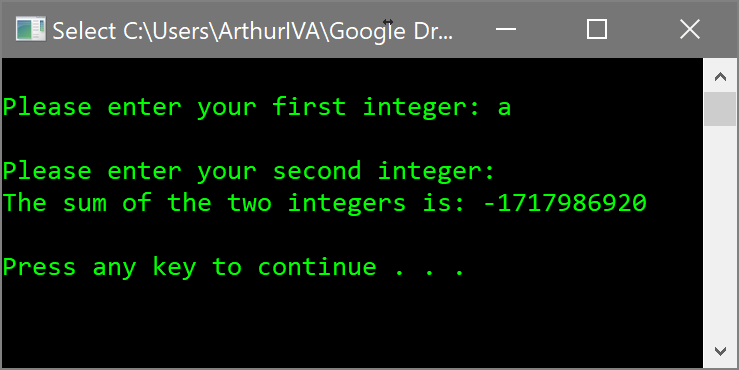 Select C:\Users\ArthurIVA\Google Dr...
Please enter your first integer: a
Please enter your second integer:
The sum of the two integers is: -1717986920
Press any key to continue . . .